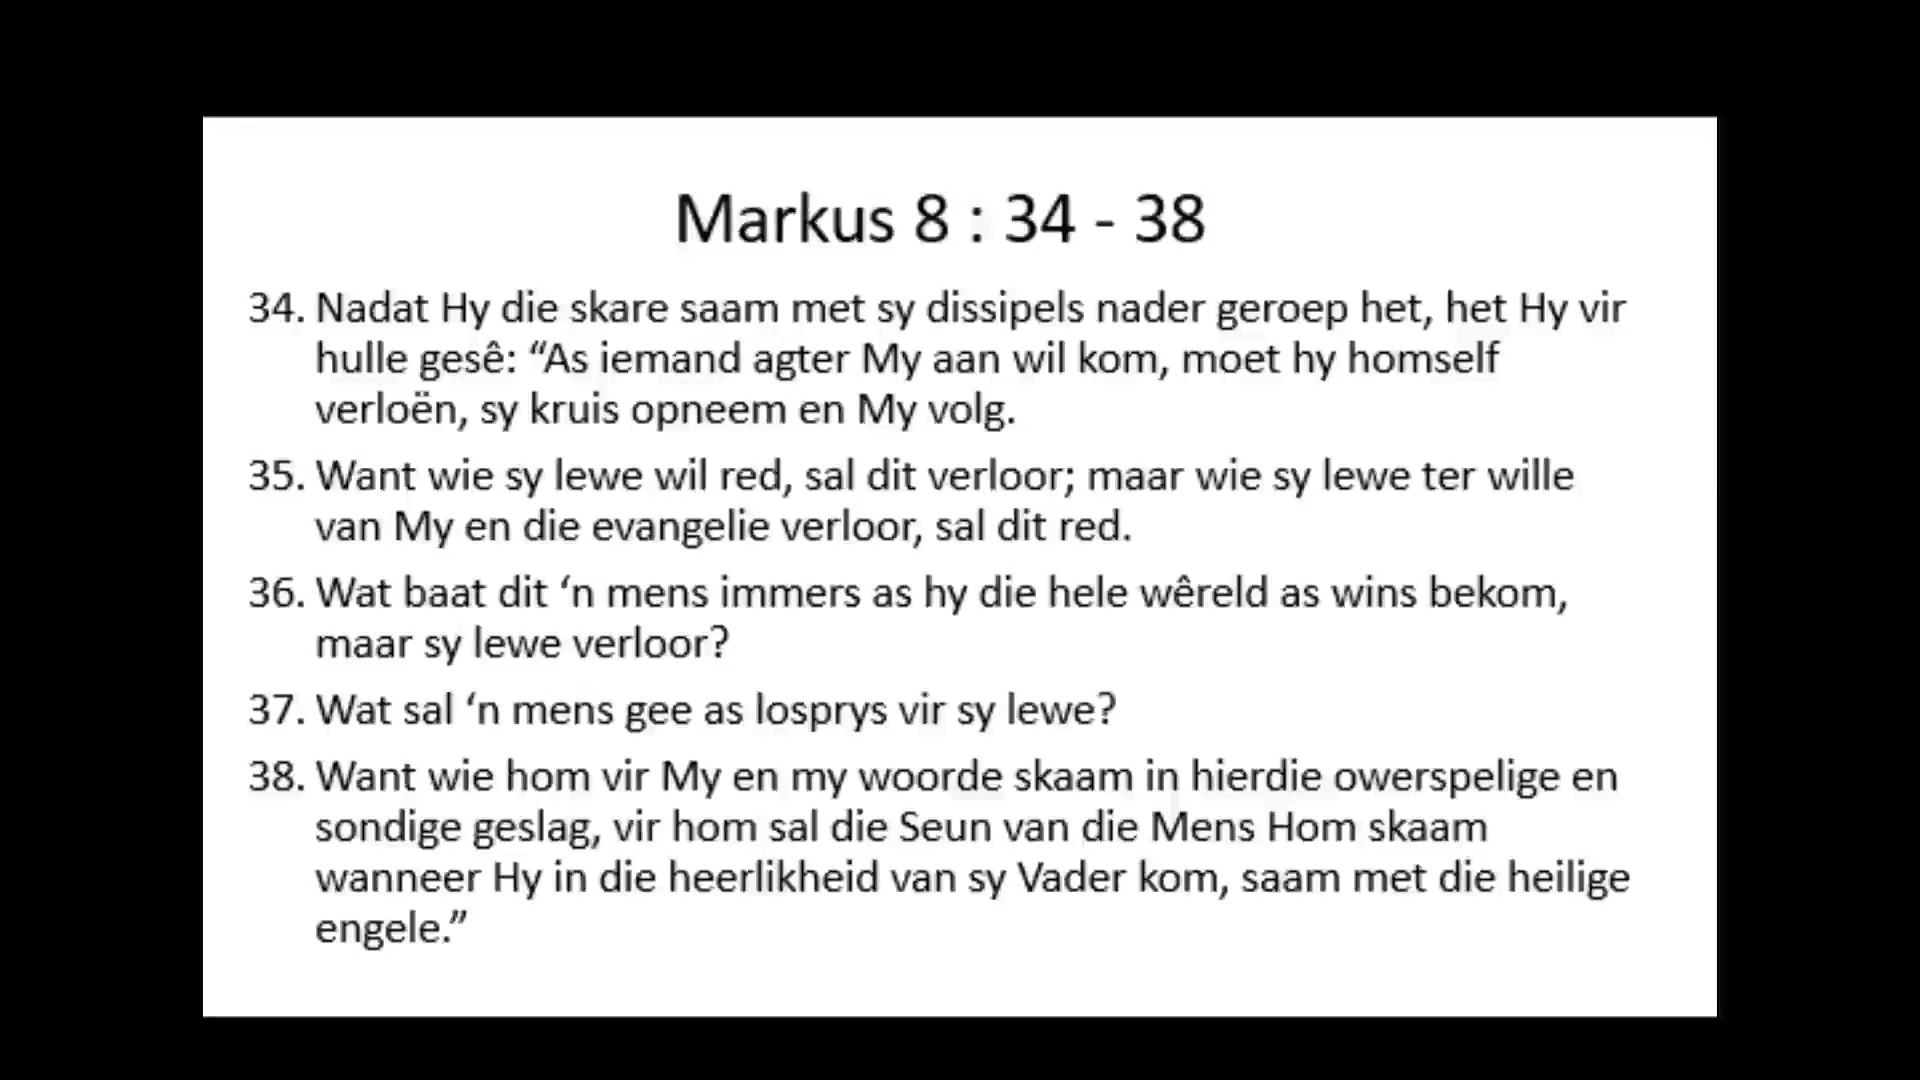 Markus 8 : 34 - 38
34. Nadat Hy die skare saam met sy dissipels nader geroep het, het Hy vir
hulle gesê: “As iemand agter My aan wil kom, moet hy homself
verloën, sy kruis opneem en My volg.
35. Want wie sy lewe wil red, sal dit verloor; maar wie sy lewe ter wille
van My en die evangelie verloor, sal dit red.
36. Wat baat dit ‘n mens immers as hy die hele wêreld as wins bekom,
maar sy lewe verloor?
37. Wat sal ‘n mens gee as losprys vir sy lewe?
38. Want wie hom vir My en my woorde skaam in hierdie owerspelige en
sondige geslag, vir hom sal die Seun van die Mens Hom skaam
wanneer Hy in die heerlikheid van sy Vader kom, saam met die heilige
engele.”